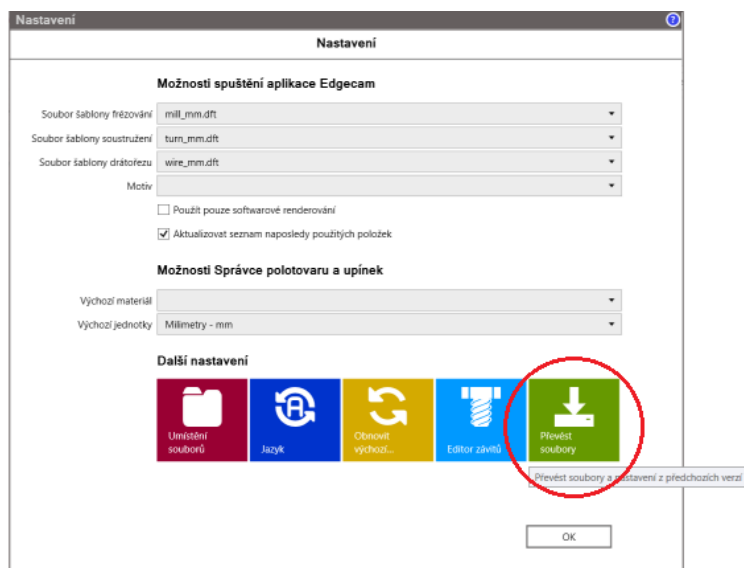 Nastavení
Nastavení
Možnosti spuštění aplikace Edgecam
Soubor šablony frézování mill_mm.dft
Soubor šablony soustružení turn_mm.dft
Soubor šablony drátořezu wire_mm.dft
Motiv
Použít pouze softwarové renderování
Aktualizovat seznam naposledy použitých položek
Možnosti Správce polotovaru a upínek
Výchozí materiál
Výchozí jednotky Milimetry - mm
Další nastavení
Umístění
souborů
Jazyk
Obnovit
výchozí...
Editor závitů
Převést
soubory
Převést soubory a nastavení z předchozích verzí
OK